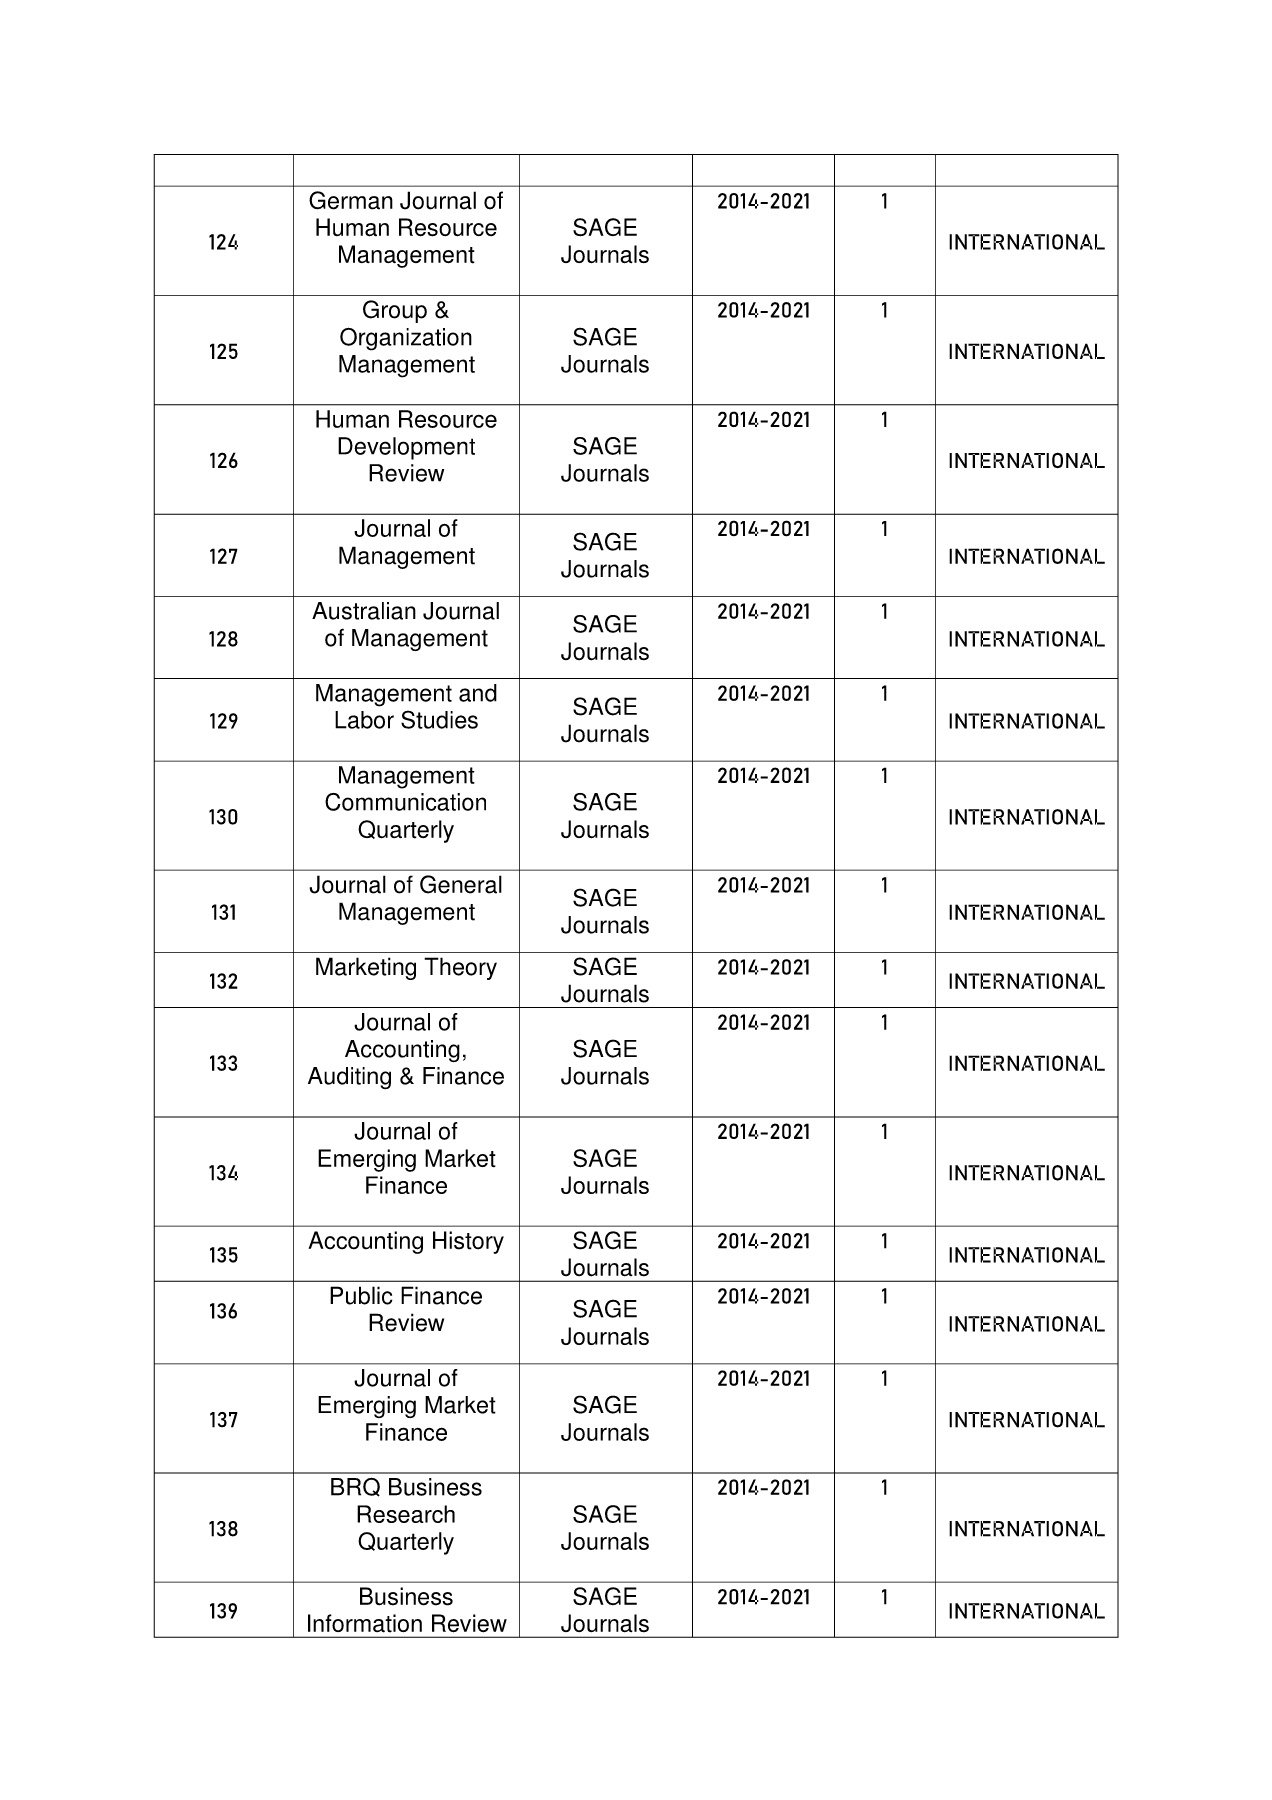 124 German Journal of Human Resource Management SAGE Journals 2014-2021 1 INTERNATIONAL
125 Group & Organization Management SAGE Journals 2014-2021 1 INTERNATIONAL
126 Human Resource Development Review SAGE Journals 2014-2021 1 INTERNATIONAL
127 Journal of Management SAGE Journals 2014-2021 1 INTERNATIONAL
128 Australian Journal of Management SAGE Journals 2014-2021 1 INTERNATIONAL
129 Management and Labor Studies SAGE Journals 2014-2021 1 INTERNATIONAL
130 Management Communication Quarterly SAGE Journals 2014-2021 1 INTERNATIONAL
131 Journal of General Management SAGE Journals 2014-2021 1 INTERNATIONAL
132 Marketing Theory SAGE Journals 2014-2021 1 INTERNATIONAL
133 Journal of Accounting, Auditing & Finance SAGE Journals 2014-2021 1 INTERNATIONAL
134 Journal of Emerging Market Finance SAGE Journals 2014-2021 1 INTERNATIONAL
135 Accounting History SAGE Journals 2014-2021 1 INTERNATIONAL
136 Public Finance Review SAGE Journals 2014-2021 1 INTERNATIONAL
137 Journal of Emerging Market Finance SAGE Journals 2014-2021 1 INTERNATIONAL
138 BRQ Business Research Quarterly SAGE Journals 2014-2021 1 INTERNATIONAL
139 Business Information Review SAGE Journals 2014-2021 1 INTERNATIONAL